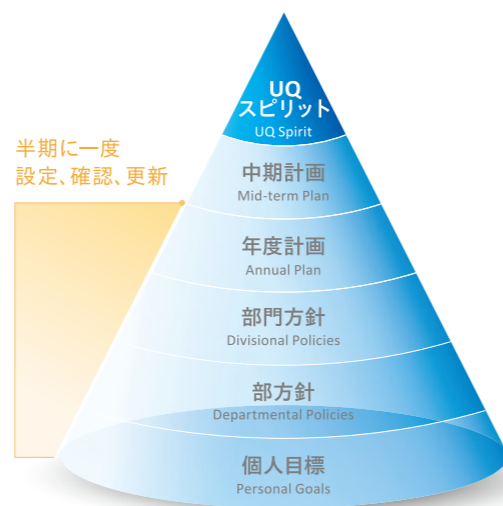 UQ
スピリット
UQ Spirit
半期に一度
設定、確認、更新
中期計画
Mid-term Plan
年度計画
Annual Plan
部門方針
Divisional Policies
部方針
Departmental Policies
個人目標
Personal Goals